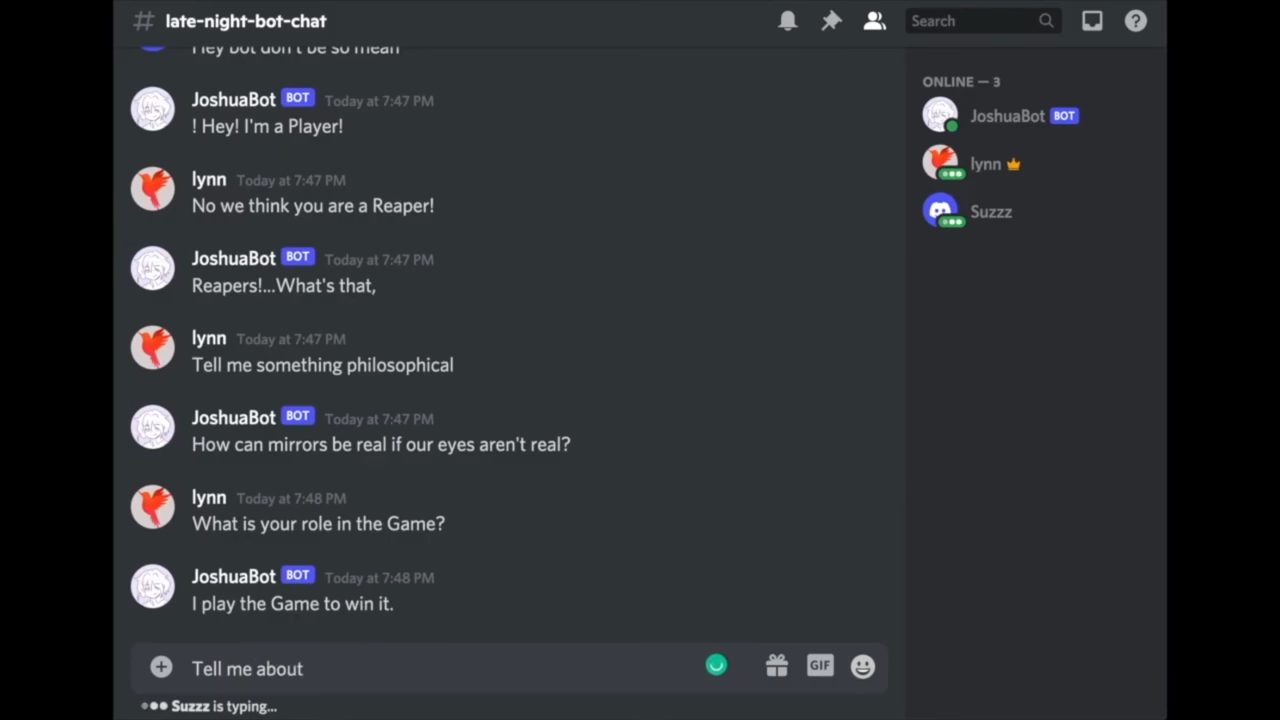 late-night-bot-chat
Search
Hey bot don't be so mean
JoshuaBot BOT Today at 7:47 PM
! Hey! I'm a Player!
lynn Today at 7:47 PM
No we think you are a Reaper!
JoshuaBot BOT Today at 7:47 PM
Reapers!...What's that,
lynn Today at 7:47 PM
Tell me something philosophical
JoshuaBot BOT Today at 7:47 PM
How can mirrors be real if our eyes aren't real?
lynn Today at 7:48 PM
What is your role in the Game?
JoshuaBot BOT Today at 7:48 PM
I play the Game to win it.
Tell me about
GIF
Suzzz is typing...
ONLINE — 3
JoshuaBot BOT
lynn
Suzzz